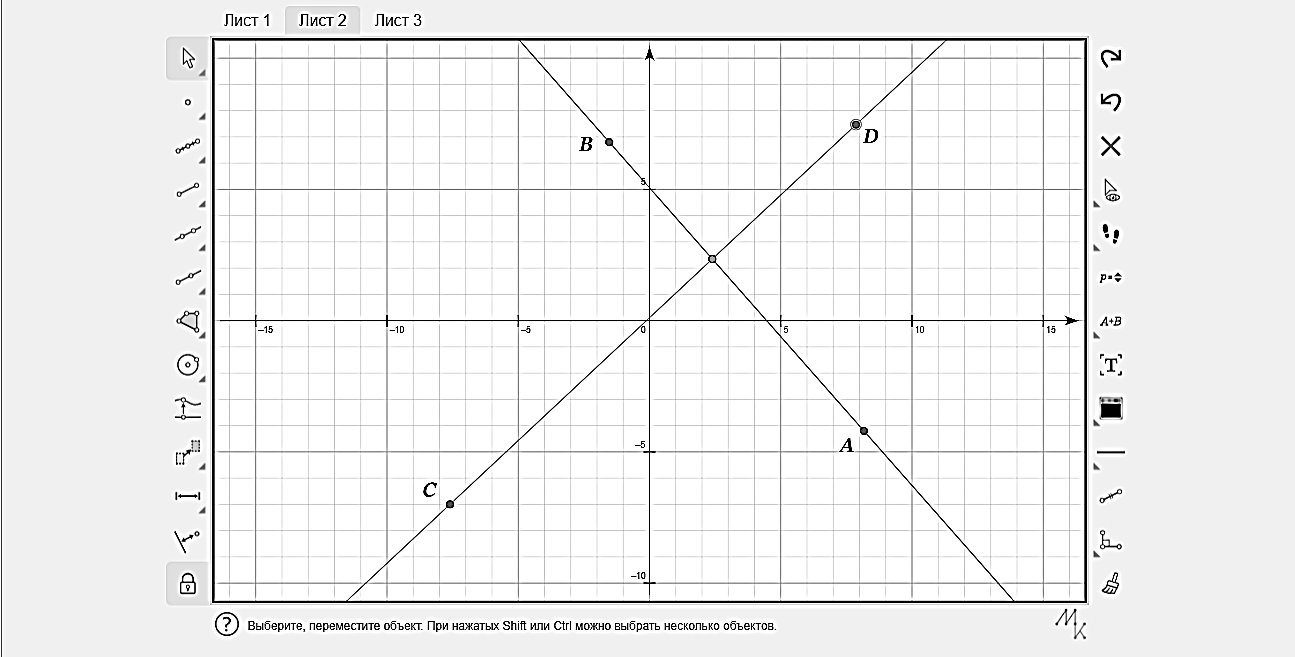 Лист 1 Лист 2 Лист 3
D
B
5
–15 –10 –5 0 5 10 15
p=
A+B
[T]
–5
A
C
–10
? Выберите, переместите объект. При нажатых Shift или Ctrl можно выбрать несколько объектов.
МК